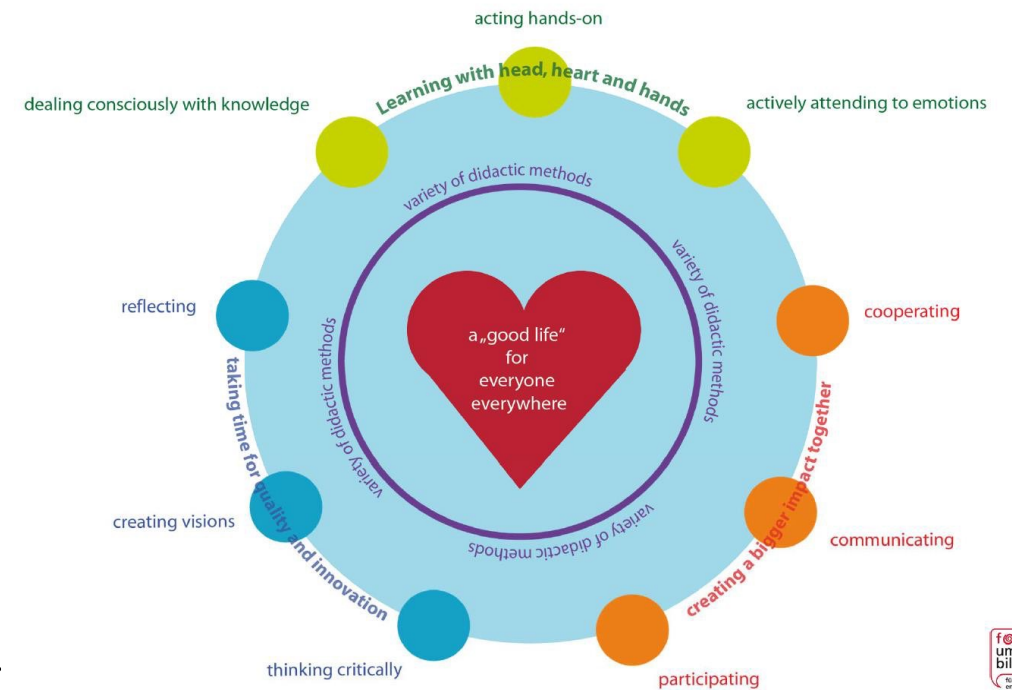 acting hands-on
Learning with head, heart and hands
dealing consciously with knowledge
actively attending to emotions
variety of didactic methods
variety of didactic methods
variety of didactic methods
variety of didactic methods
reflecting
cooperating
a„good life“
for
everyone
everywhere
taking time for quality and innovation
creating a bigger impact together
creating visions
communicating
thinking critically
participating
um
bil